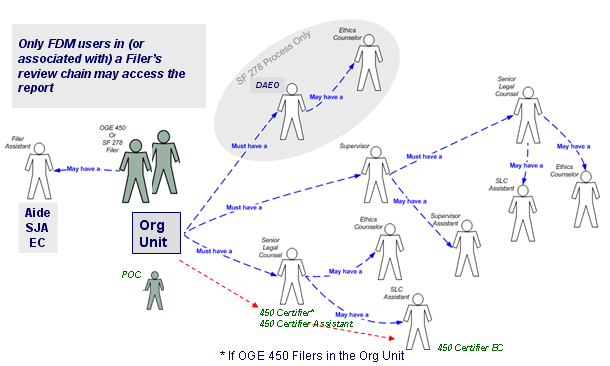 Only FDM users in (or
associated with) a Filer's
review chain may access the
report
SF 278 Process Only
Ethics
Counselor
DAEO
May have a
Must have a
Senior
Legal
Counsel
Filer
Assistant
OGE 450
Or
SF 278
Filer
May have a
Supervisor
Must have a
May have a
May have a
SLC
Assistant
Ethics
Counselor
Must have a
May have a
Supervisor
Assistant
Aide
SJA
EC
Org
Unit
Must have a
Senior
Legal
Counsel
Ethics
Counselor
May have a
May have a
SLC
Assistant
POC
450 Certifier*
450 Certifier Assistant
450 Certifier EC
* If OGE 450 Filers in the Org Unit